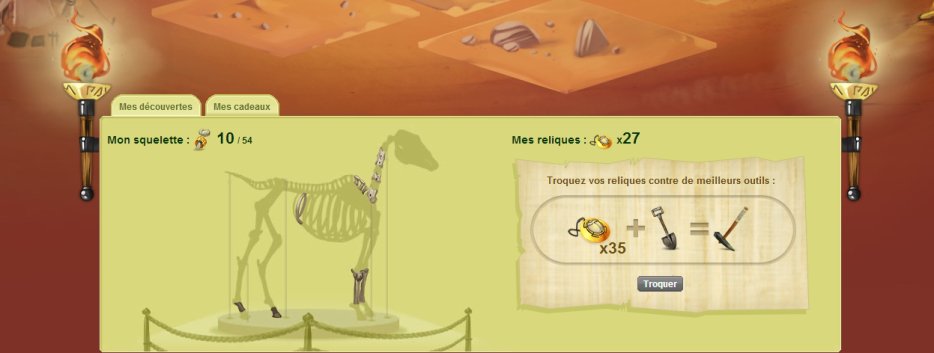 Mes découvertes
Mes cadeaux
Mon squelette : 10 / 54
Mes reliques : x27
Troquez vos reliques contre de meilleurs outils :
x35 + =
Troquer